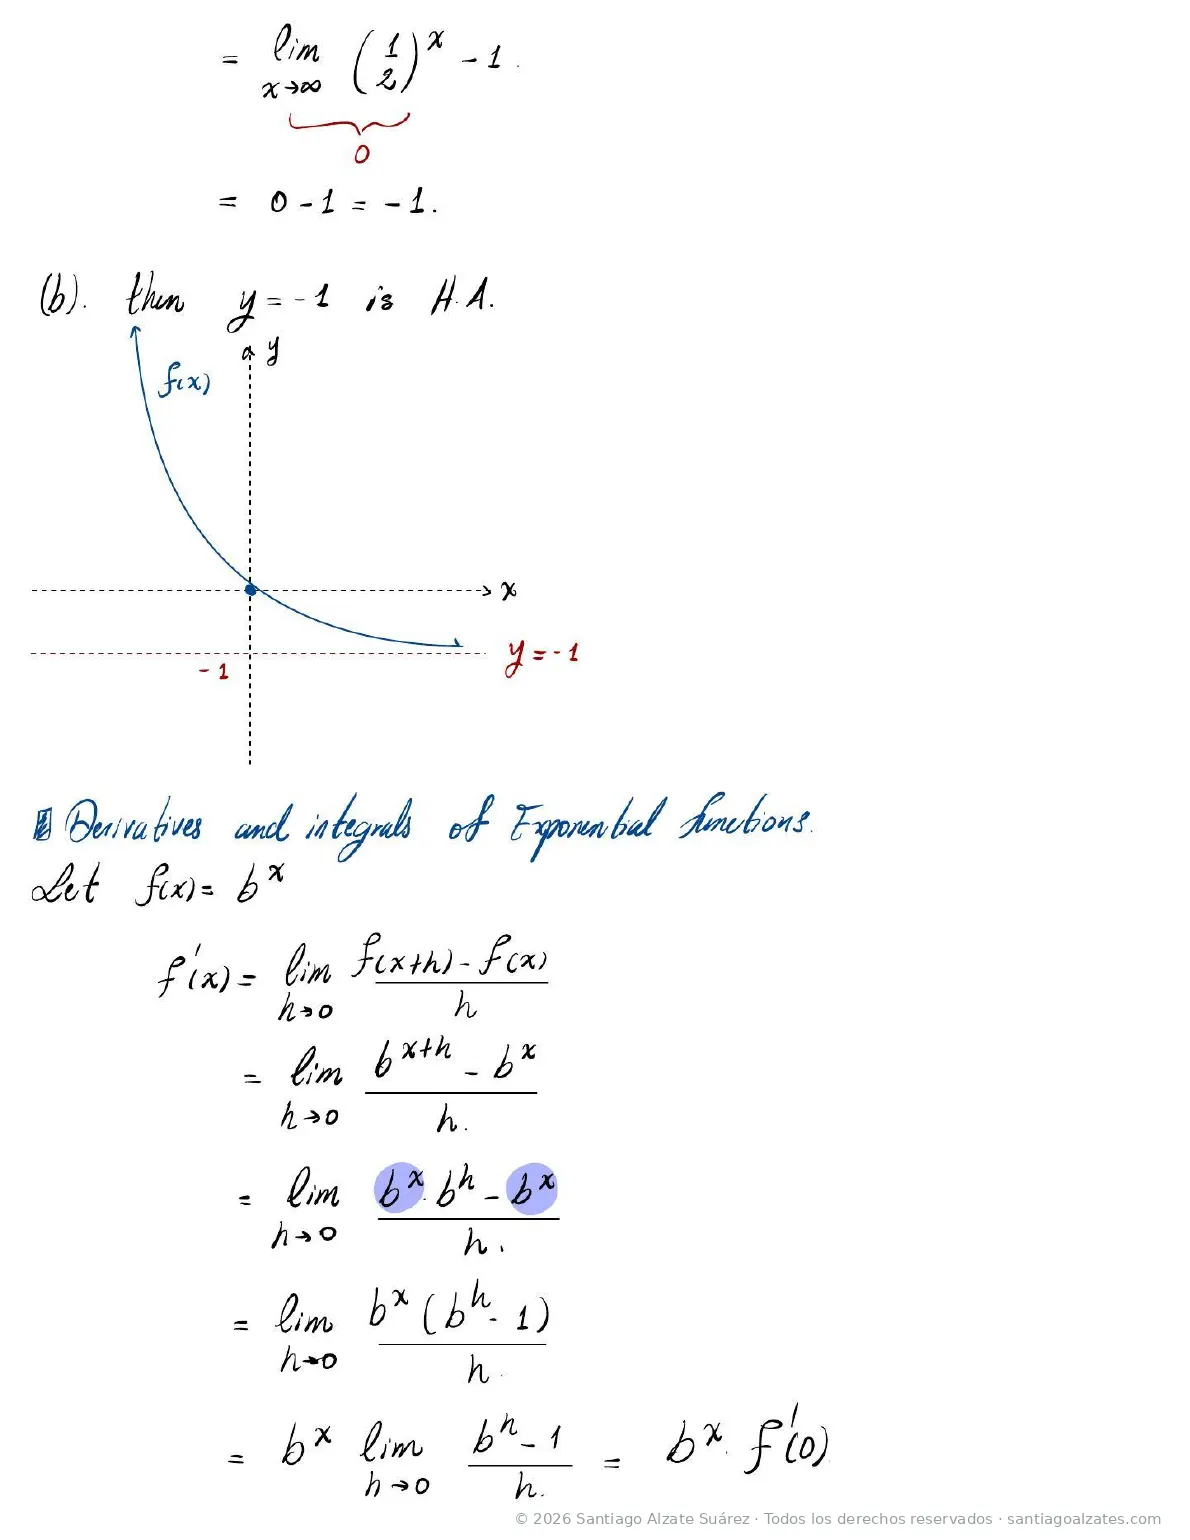 = lim (1/2)^x - 1.
x→∞
0
= 0 - 1 = -1.
(b). then y = -1 is H.A.
y
f(x)
x
y = -1
-1
Derivatives and integrals of Exponential functions.
Let f(x) = b^x
f'(x) = lim f(x+h) - f(x)
h→0 h
= lim b^x+h - b^x
h→0 h.
= lim b^x · b^h - b^x
h→0 h.
= lim b^x (b^h - 1)
h→0 h.
= b^x lim b^h - 1 = b^x · f'(0)
h→0 h.
© 2026 Santiago Alzate Suárez · Todos los derechos reservados · santiagoalzates.com